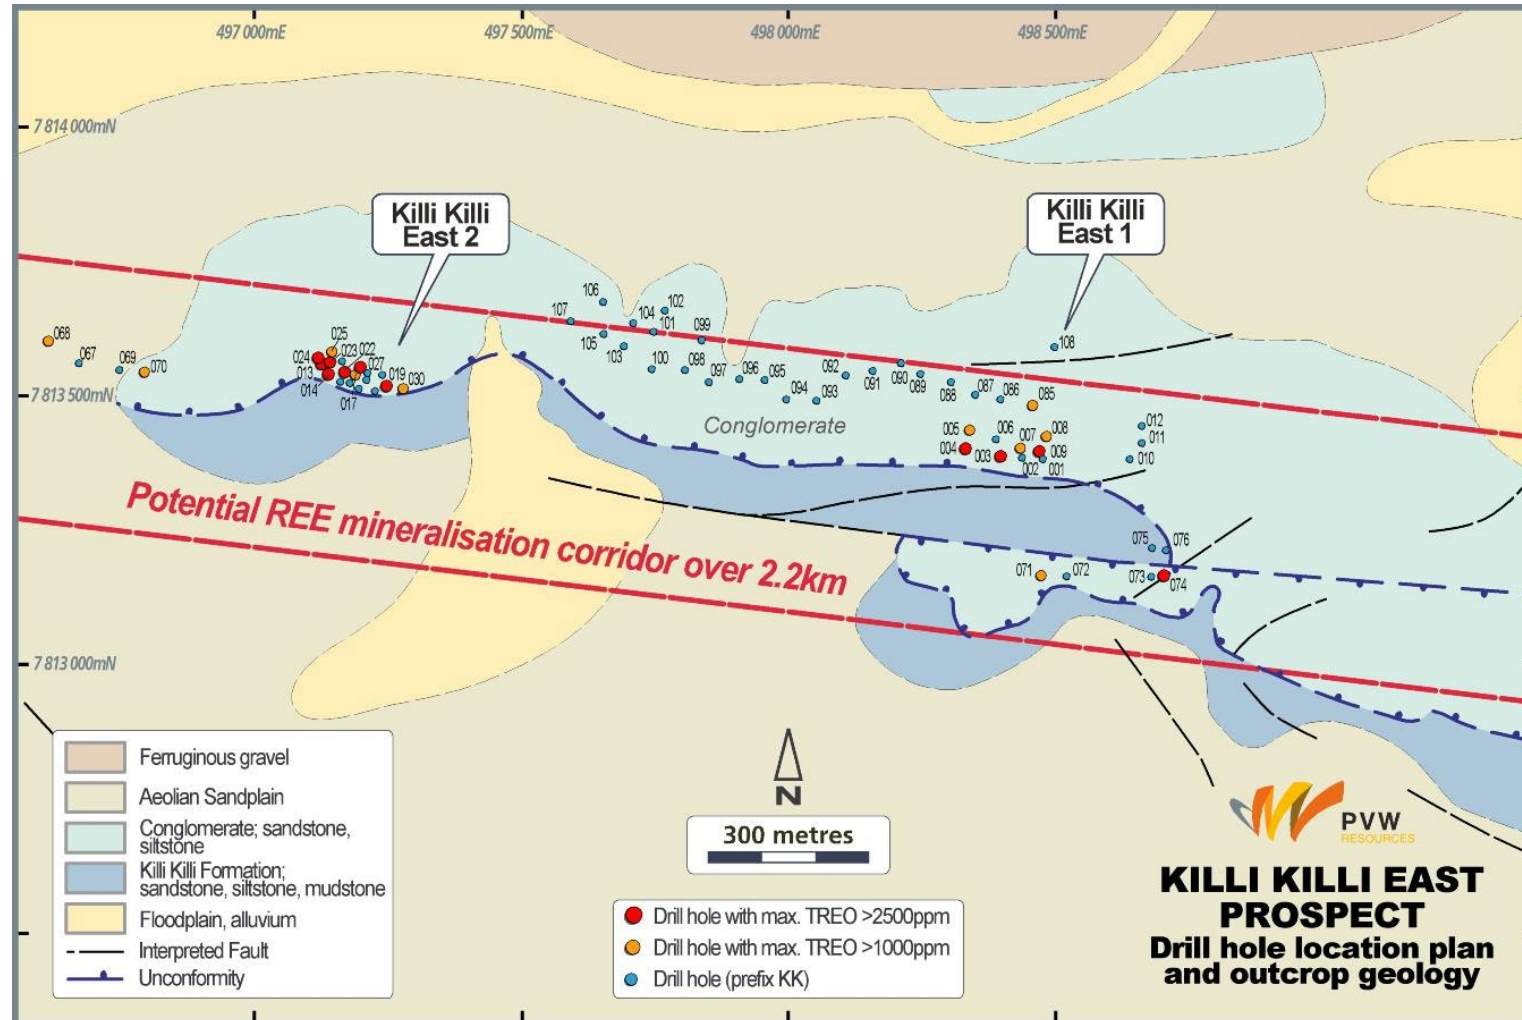 497 000mE
497 500mE
498 000mE
498 500mE
7 814 000mN
Killi Killi
East 2
Killi Killi
East 1
106
102
107
104
101
099
105
103
100
098
097
096
095
094
093
092
091
090
089
088
087
086
085
108
068
067
069
070
025
024
023
022
013
027
019
030
014
017
7 813 500mN
Conglomerate
005
006
007
008
004
003
009
002
001
012
011
010
075
076
071
072
073
074
Potential REE mineralisation corridor over 2.2km
7 813 000mN
Ferruginous gravel
Aeolian Sandplain
Conglomerate; sandstone,
siltstone
Killi Killi Formation;
sandstone, siltstone, mudstone
Floodplain, alluvium
Interpreted Fault
Unconformity
N
300 metres
Drill hole with max. TREO >2500ppm
Drill hole with max. TREO >1000ppm
Drill hole (prefix KK)
PVW
RESOURCES
KILLI KILLI EAST
PROSPECT
Drill hole location plan
and outcrop geology